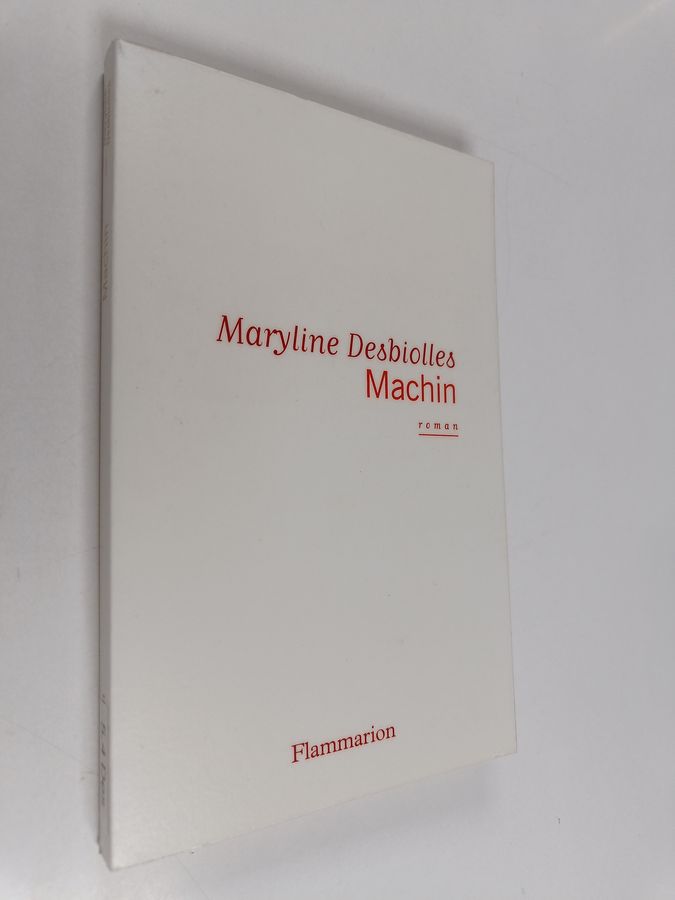 Maryline Desbiolles
Machin
roman
Flammarion